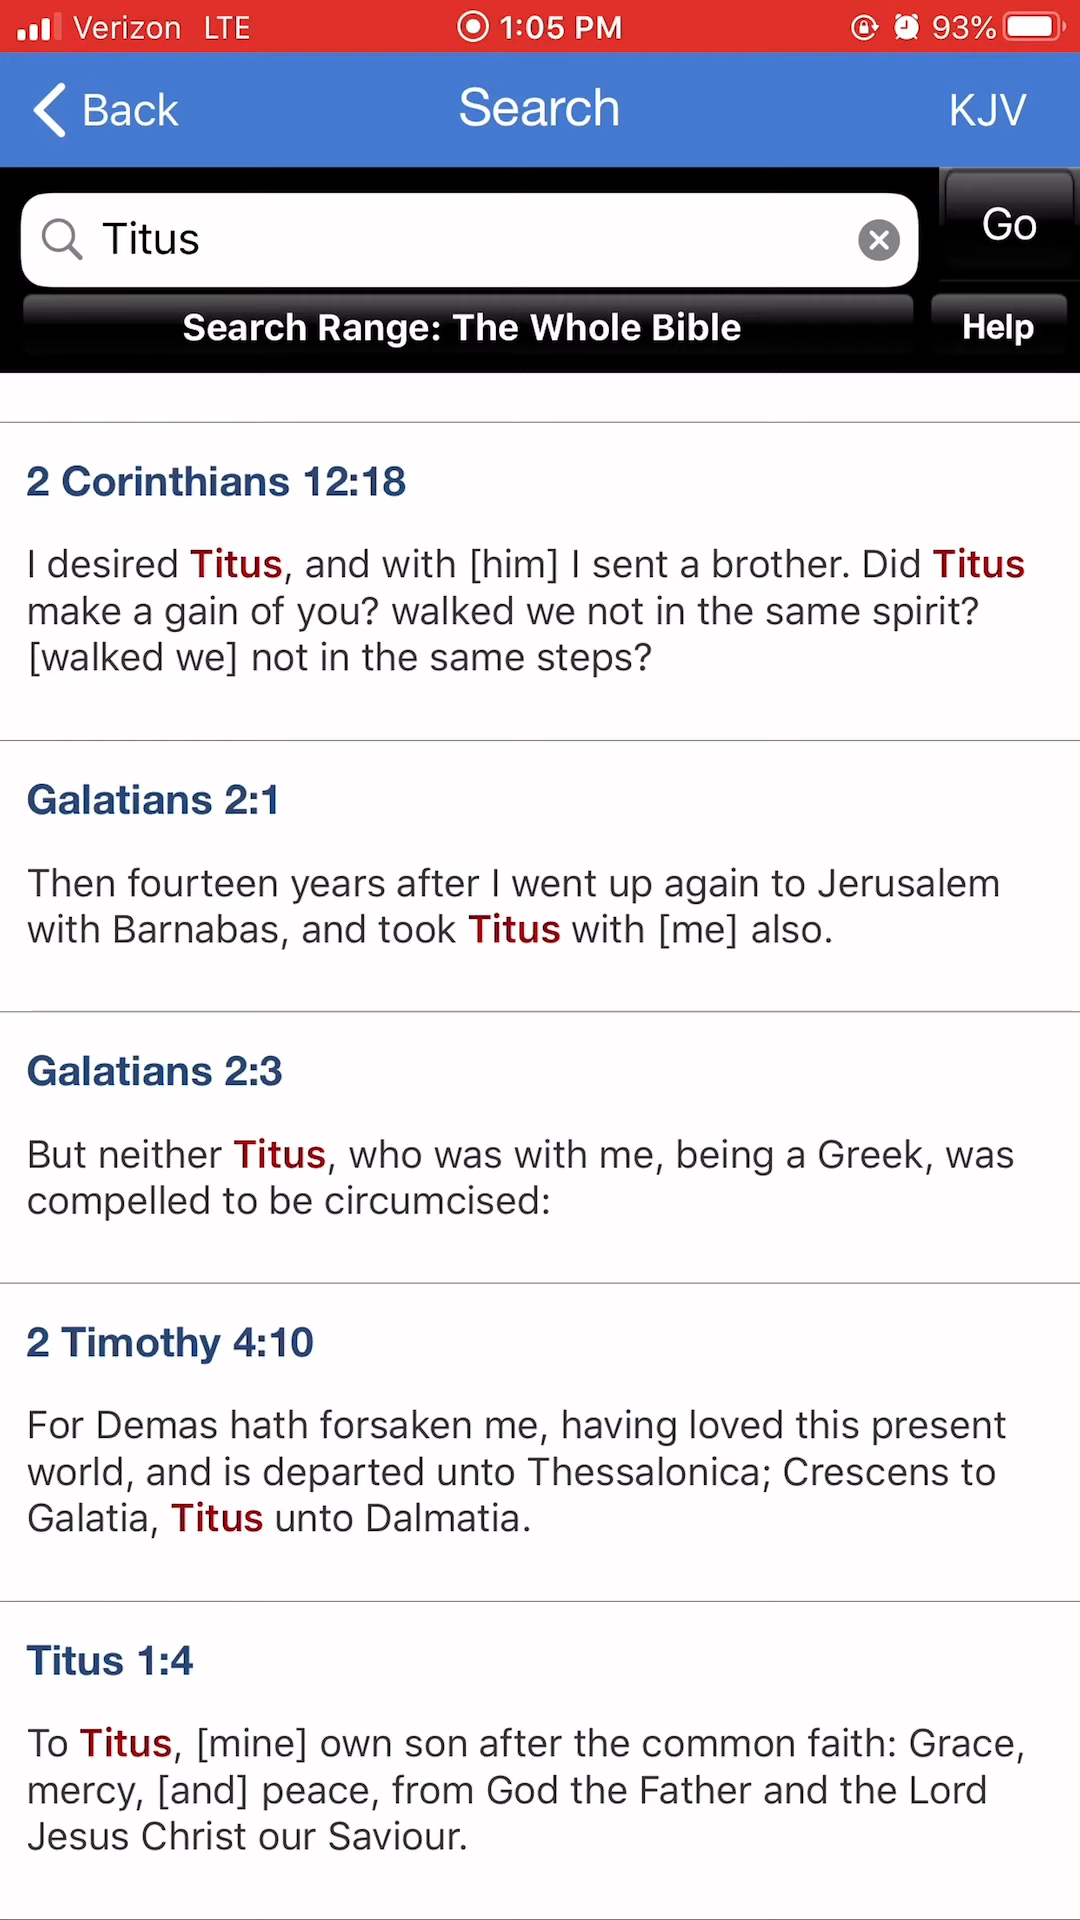 Verizon LTE 1:05 PM 93%
Back Search KJV
Titus Go
Search Range: The Whole Bible Help
2 Corinthians 12:18
I desired Titus, and with [him] I sent a brother. Did Titus
make a gain of you? walked we not in the same spirit?
[walked we] not in the same steps?
Galatians 2:1
Then fourteen years after I went up again to Jerusalem
with Barnabas, and took Titus with [me] also.
Galatians 2:3
But neither Titus, who was with me, being a Greek, was
compelled to be circumcised:
2 Timothy 4:10
For Demas hath forsaken me, having loved this present
world, and is departed unto Thessalonica; Crescens to
Galatia, Titus unto Dalmatia.
Titus 1:4
To Titus, [mine] own son after the common faith: Grace,
mercy, [and] peace, from God the Father and the Lord
Jesus Christ our Saviour.